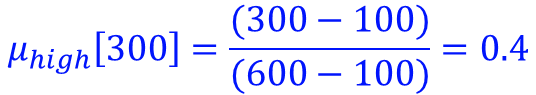 μ_high[300] = (300 − 100) / (600 − 100) = 0.4